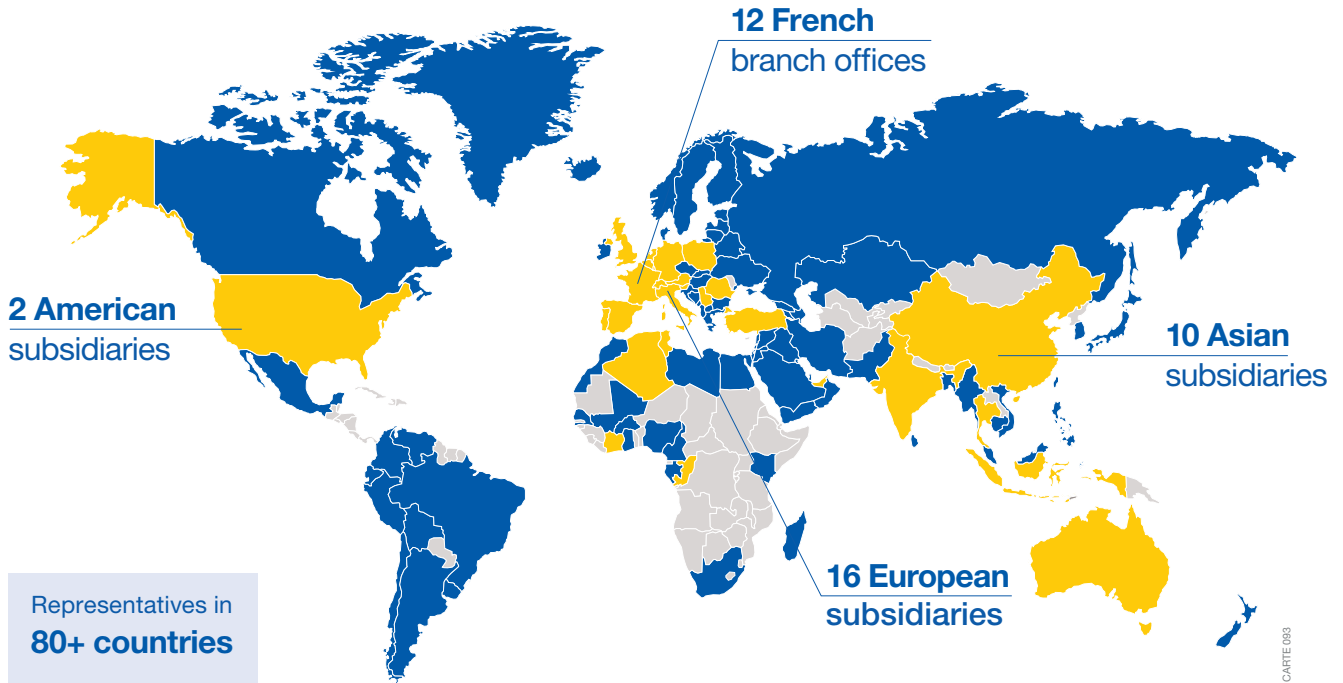 12 French
branch offices
2 American
subsidiaries
10 Asian
subsidiaries
16 European
subsidiaries
Representatives in
80+ countries
CARTE 093